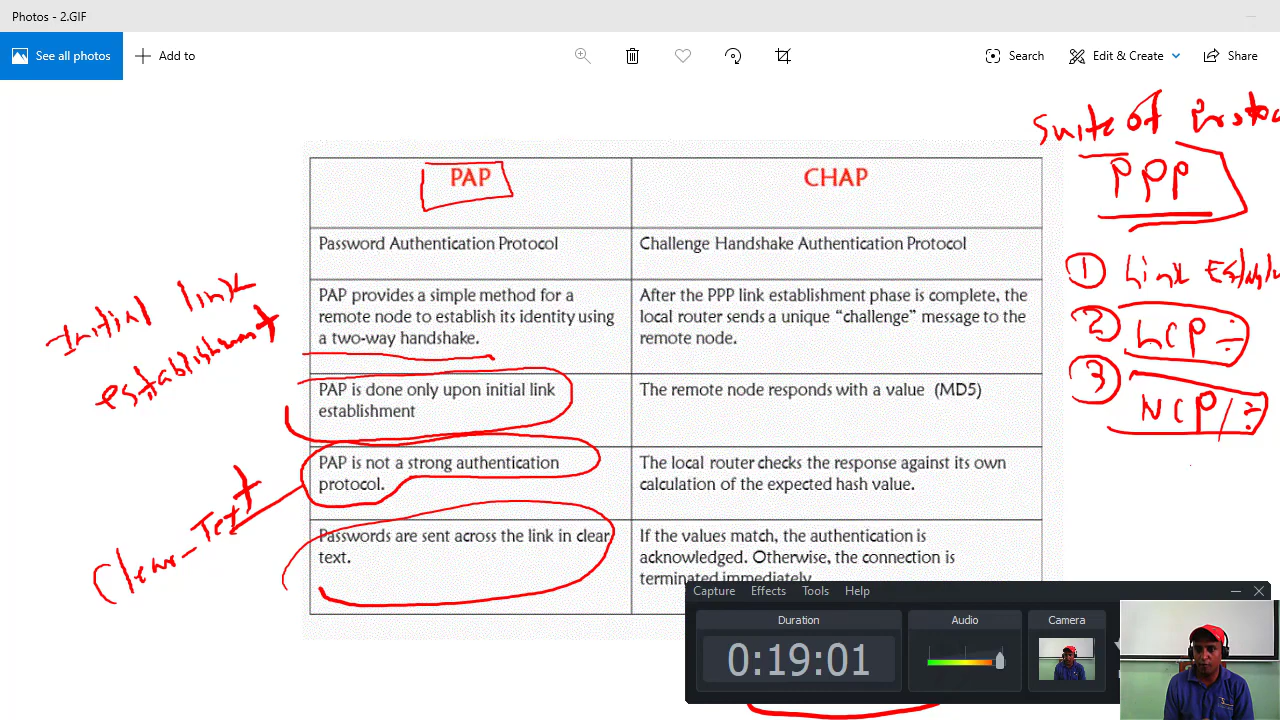 Photos - 2.GIF
See all photos
Add to
Search
Edit & Create
Share
Suite of
PPP
① Link
② LCP ÷
③ NCP/÷
Initial link
establishment
Clear-Text
PAP
CHAP
Password Authentication Protocol
Challenge Handshake Authentication Protocol
PAP provides a simple method for a
remote node to establish its identity using
a two-way handshake.
After the PPP link establishment phase is complete, the
local router sends a unique “challenge” message to the
remote node.
PAP is done only upon initial link
establishment
The remote node responds with a value (MD5)
PAP is not a strong authentication
protocol.
The local router checks the response against its own
calculation of the expected hash value.
Passwords are sent across the link in clear
text.
If the values match, the authentication is
acknowledged. Otherwise, the connection is
terminated immediately
Capture
Effects
Tools
Help
Duration
Audio
Camera
0:19:01